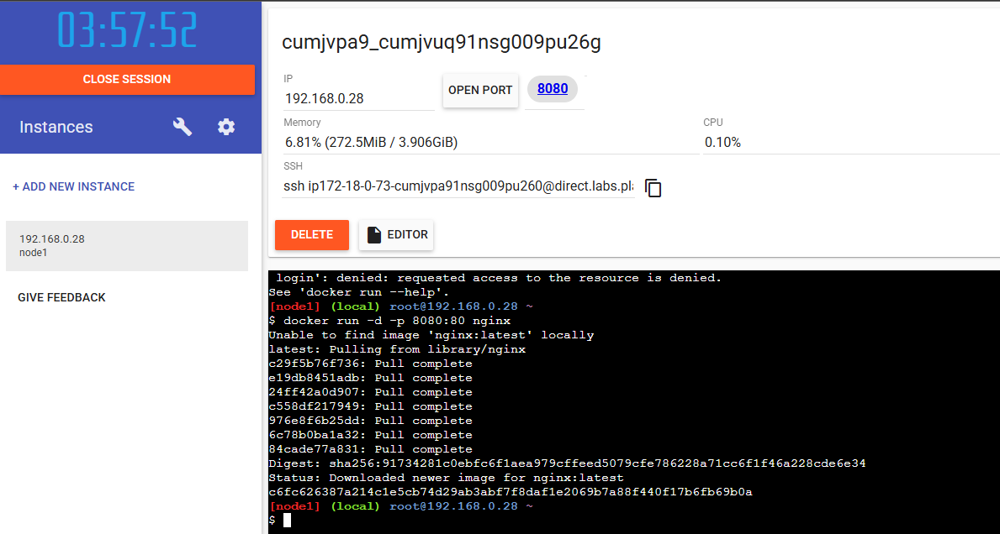 03:57:52
CLOSE SESSION
Instances
+ ADD NEW INSTANCE
192.168.0.28
node1
GIVE FEEDBACK
cumjvpa9_cumjvuq91nsg009pu26g
IP
192.168.0.28
OPEN PORT
8080
Memory
6.81% (272.5MiB / 3.906GiB)
CPU
0.10%
SSH
ssh ip172-18-0-73-cumjvpa91nsg009pu260@direct.labs.pl
DELETE
EDITOR
login': denied: requested access to the resource is denied.
See 'docker run --help'.
[node1] (local) root@192.168.0.28 ~
$ docker run -d -p 8080:80 nginx
Unable to find image 'nginx:latest' locally
latest: Pulling from library/nginx
c29f5b76f736: Pull complete
e19db8451adb: Pull complete
24ff42a0d907: Pull complete
c558df217949: Pull complete
976e8f6b25dd: Pull complete
6c78b0ba1a32: Pull complete
84cade77a831: Pull complete
Digest: sha256:91734281c0ebfc6f1aea979cffeed5079cfe786228a71cc6f1f46a228cde6e34
Status: Downloaded newer image for nginx:latest
c6fc626387a214c1e5cb74d29ab3abf7f8daf1e2069b7a88f440f17b6fb69b0a
[node1] (local) root@192.168.0.28 ~
$